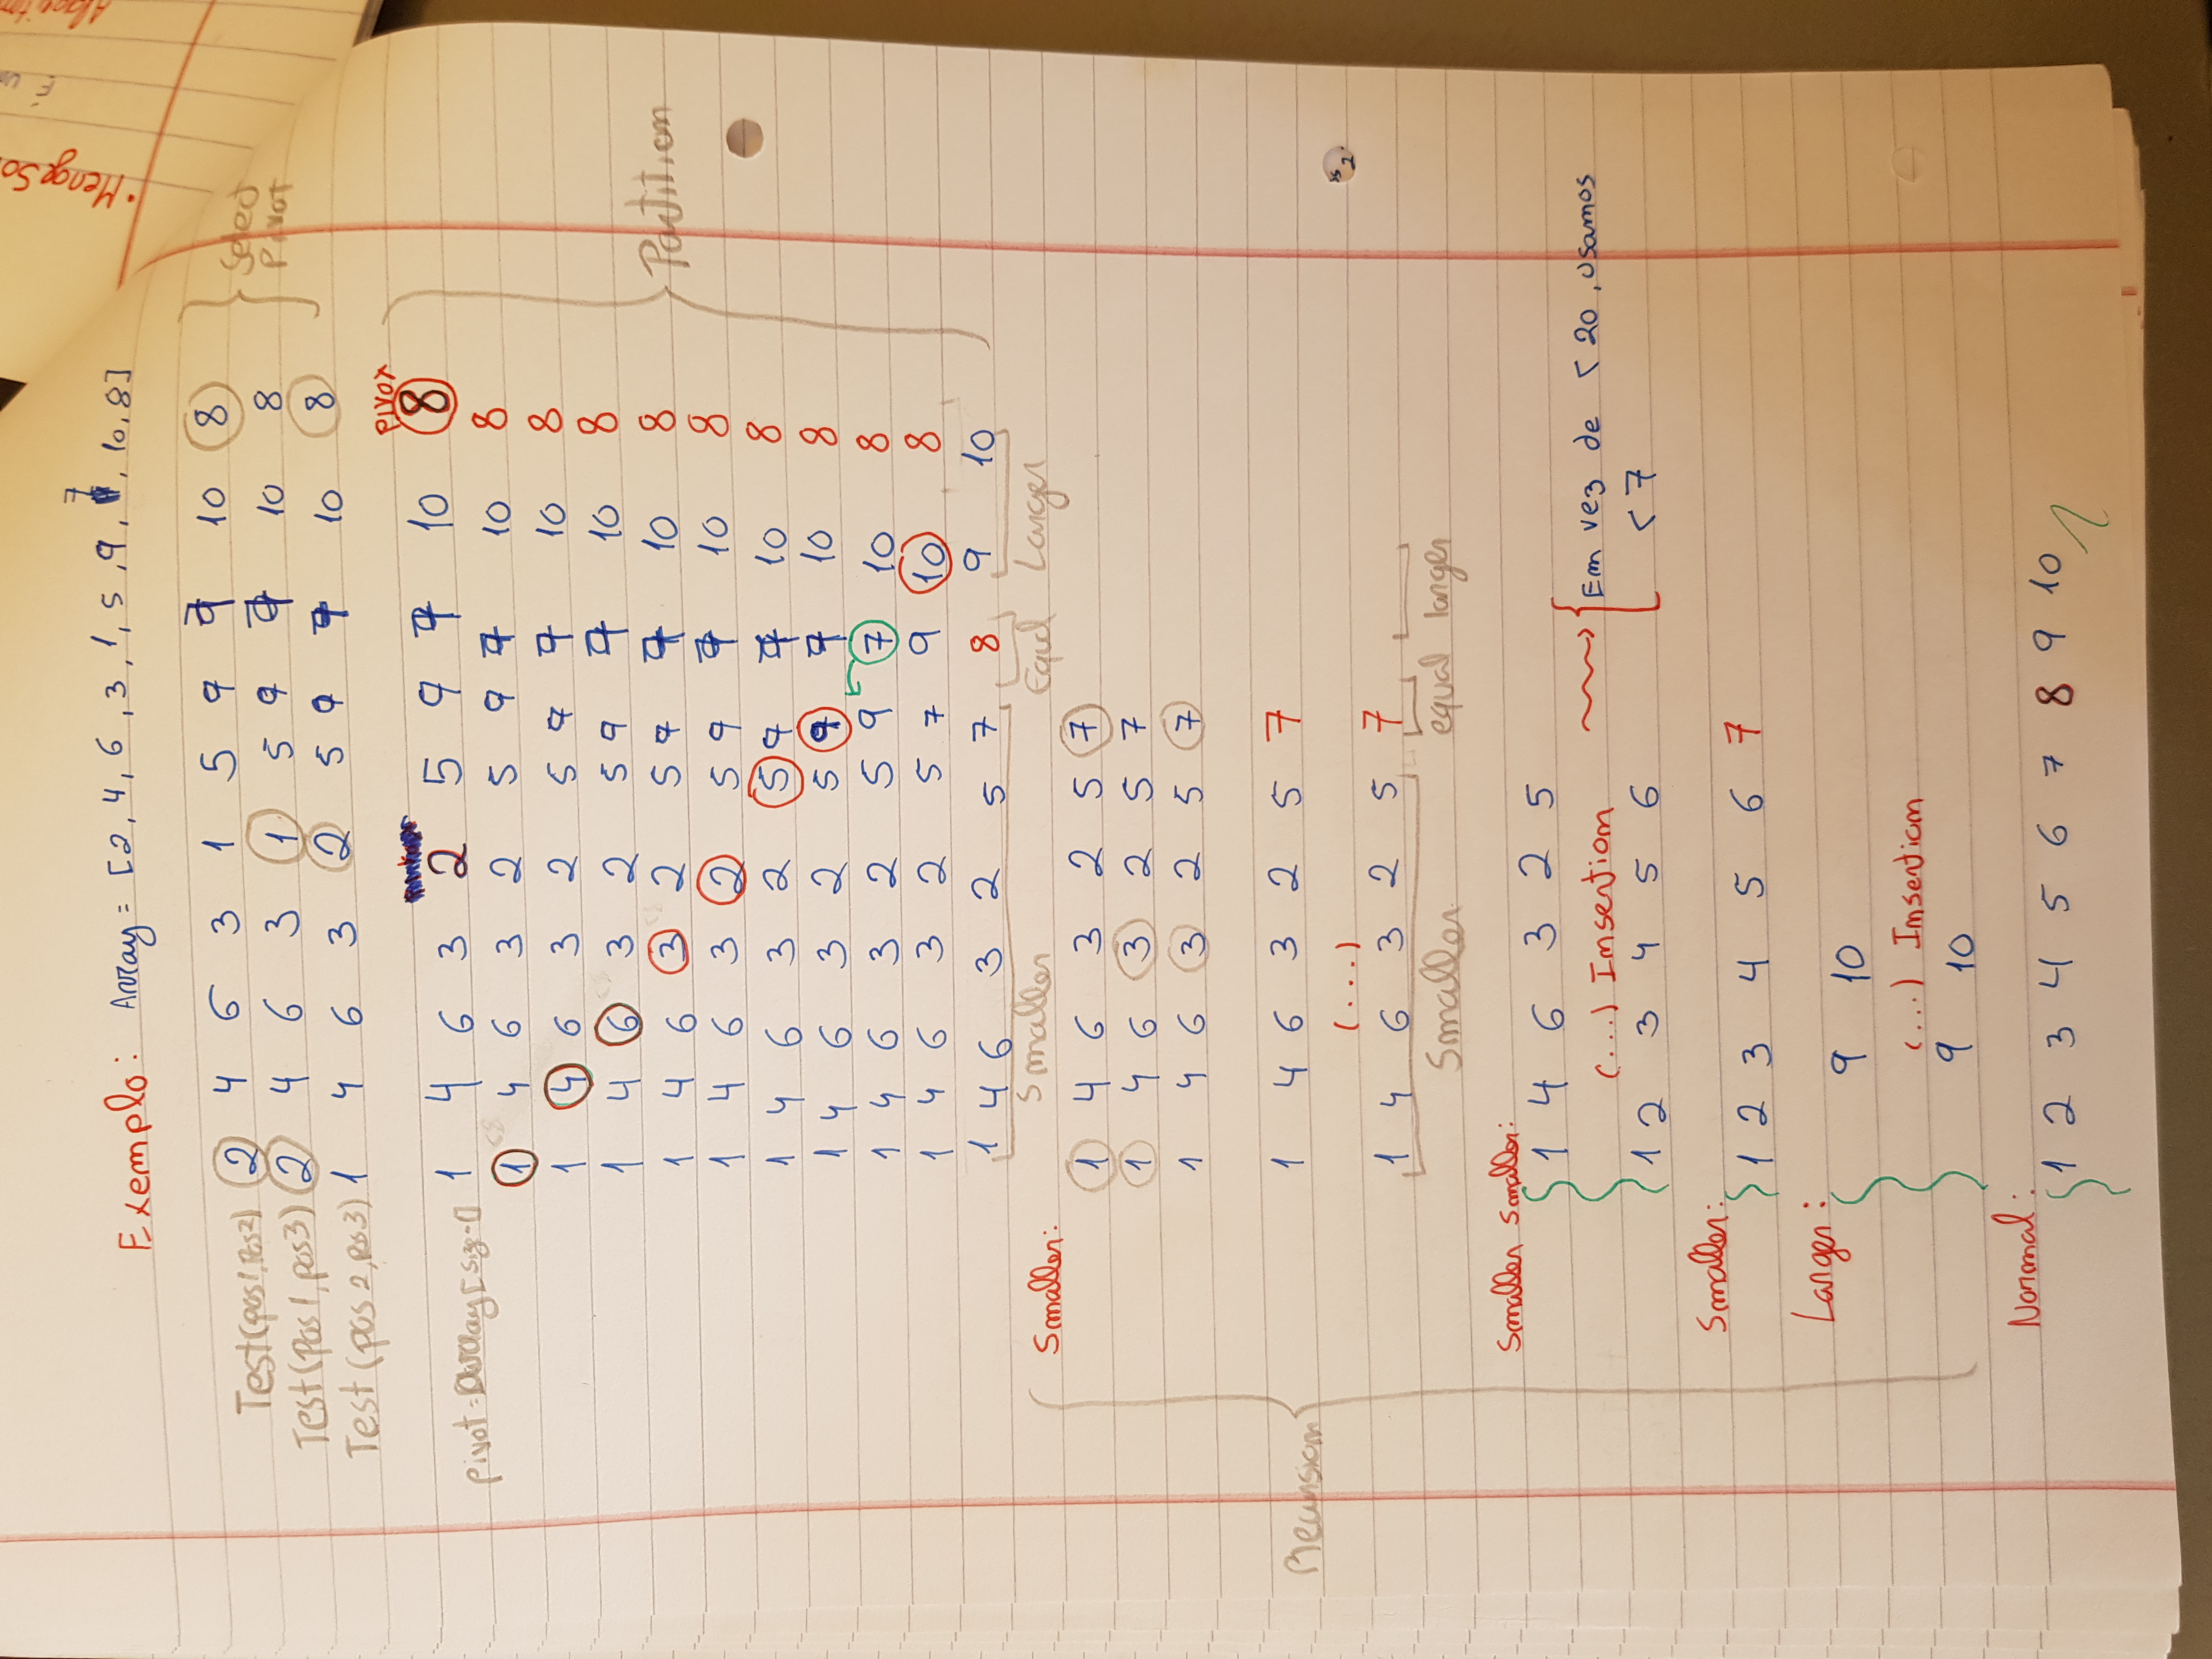 Exemplo: Array = [2, 4, 6, 3, 1, 5, 9, 7, 10, 8]
Test(pos1, pos2) 2 4 6 3 1 5 9 7 10 8
Test(pos1, pos3) 2 4 6 3 1 5 9 7 10 8
Test(pos2, pos3) 1 4 6 3 2 5 9 7 10 8
Select Pivot
pivot
pivot = Array[size-1] 1 4 6 3 2 5 9 7 10 8
1 4 6 3 2 5 9 7 10 8
1 4 6 3 2 5 9 7 10 8
1 4 6 3 2 5 9 7 10 8
1 4 6 3 2 5 9 7 10 8
Partition
1 4 6 3 2 5 9 7 10 8
1 4 6 3 2 5 9 7 10 8
1 4 6 3 2 5 9 7 10 8
1 4 6 3 2 5 9 7 10 8
1 4 6 3 2 5 7 9 10 8
1 4 6 3 2 5 7 8 9 10
Smaller Equal Larger
Smaller:
1 4 6 3 2 5 7
1 4 6 3 2 5 7
1 4 6 3 2 5 7
Recursion
1 4 6 3 2 5 7
(...)
1 4 6 3 2 5 7
Smaller equal larger
Smaller smaller:
1 4 6 3 2 5
(...) Insertion Em vez de < 20, usamos
1 2 3 4 5 6 < 7
Smaller:
1 2 3 4 5 6 7
Larger:
9 10
(...) Insertion
9 10
Normal:
1 2 3 4 5 6 7 8 9 10